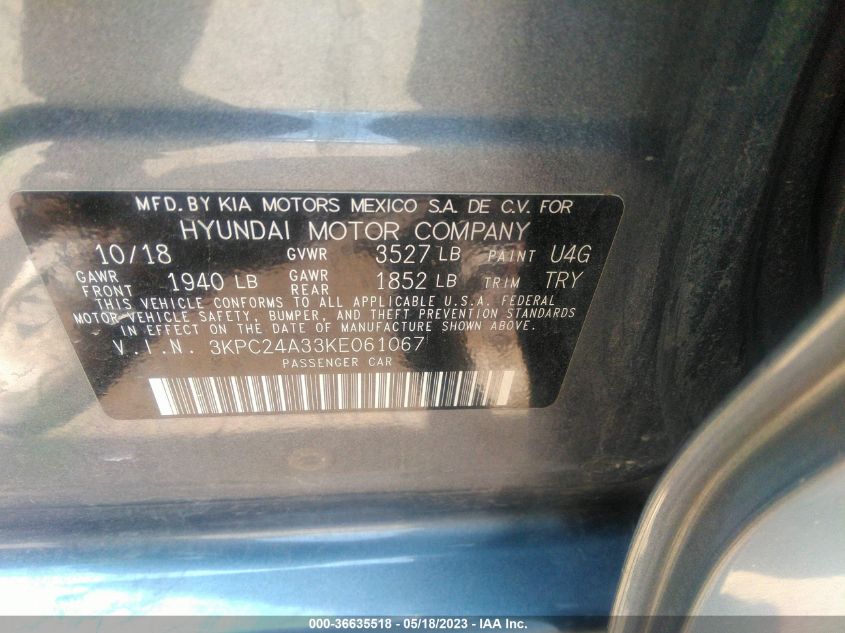 MFD. BY KIA MOTORS MEXICO S.A. DE C.V. FOR
HYUNDAI MOTOR COMPANY
10/18 GVWR 3527 LB PAINT U4G
GAWR FRONT 1940 LB GAWR REAR 1852 LB TRIM TRY
THIS VEHICLE CONFORMS TO ALL APPLICABLE U.S.A. FEDERAL
MOTOR VEHICLE SAFETY, BUMPER, AND THEFT PREVENTION STANDARDS
IN EFFECT ON THE DATE OF MANUFACTURE SHOWN ABOVE.
V.I.N. 3KPC24A33KE061067
PASSENGER CAR
000-36635518 - 05/18/2023 - IAA Inc.